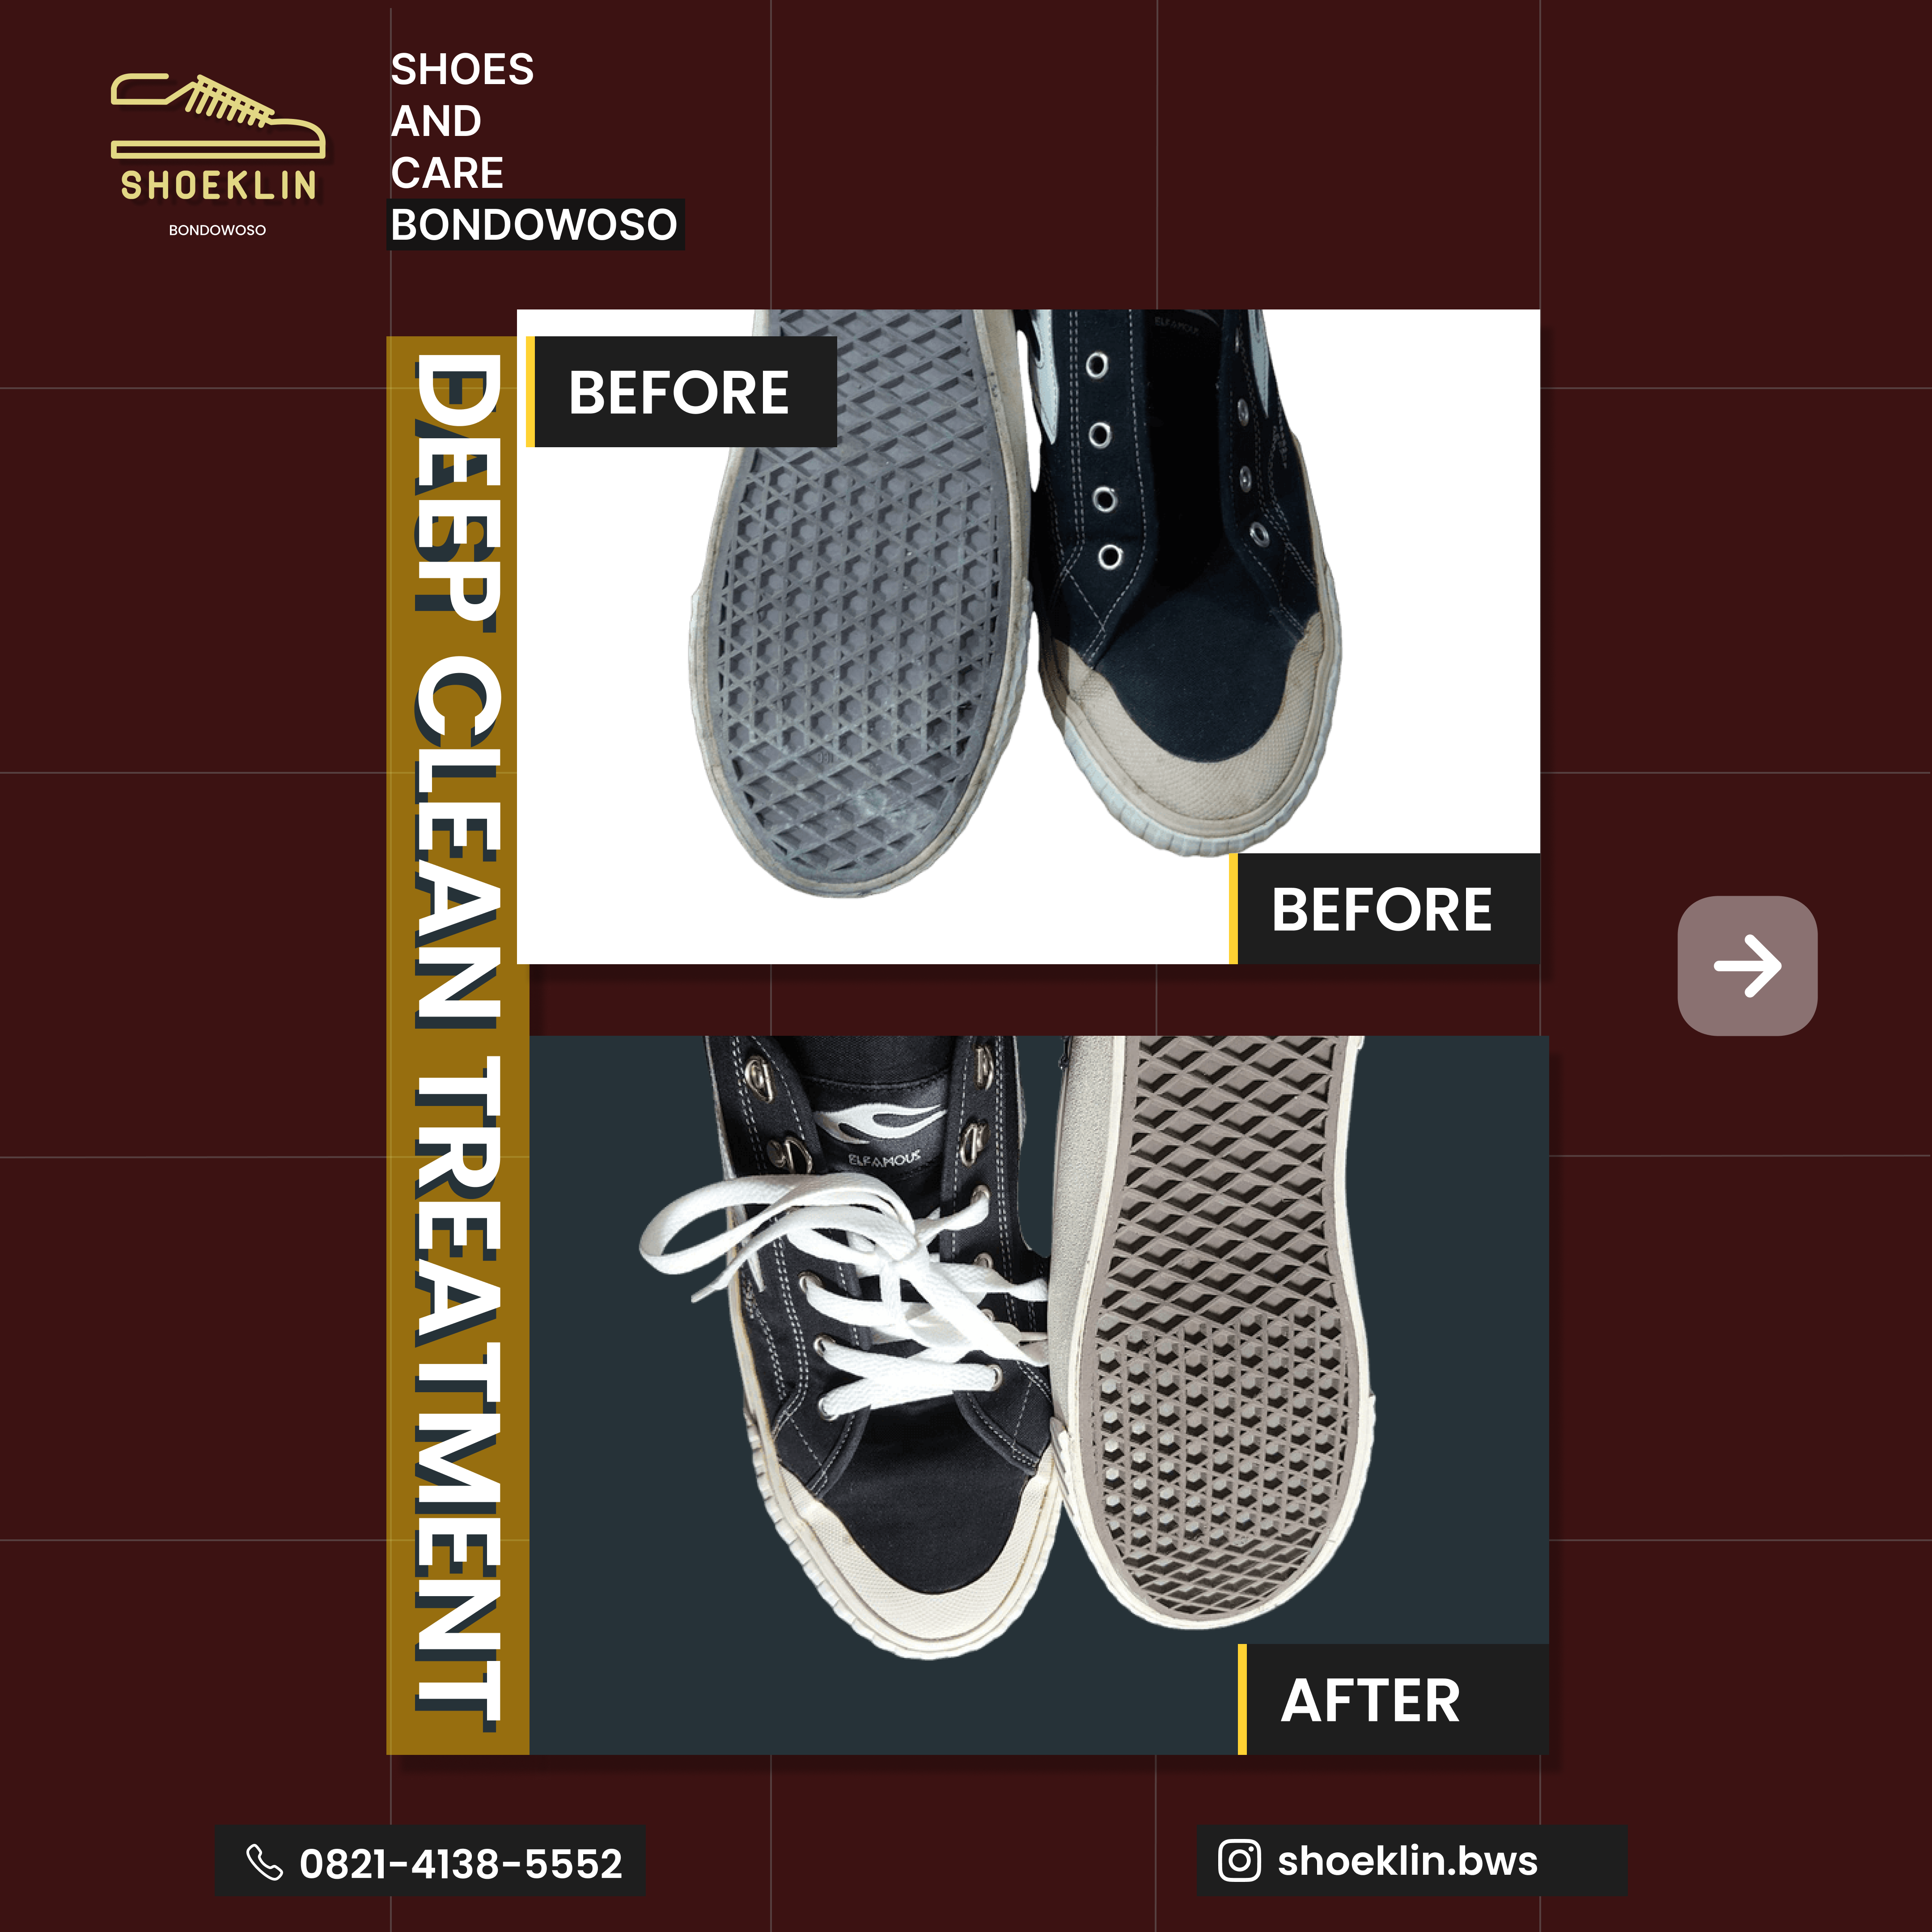 SHOEKLIN
BONDOWOSO
SHOES
AND
CARE
BONDOWOSO
DEEP CLEAN TREATMENT
BEFORE
ELFAMOUS
BEFORE
ELFAMOUS
AFTER
0821-4138-5552
shoeklin.bws